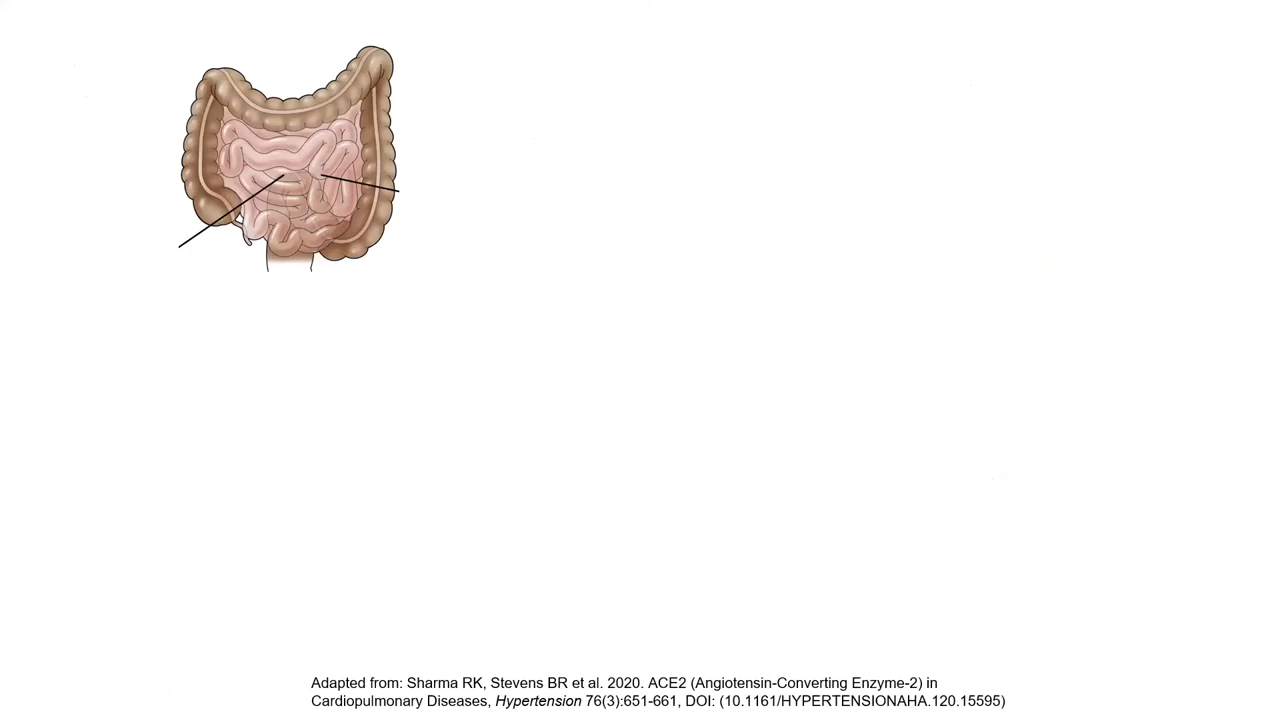 Adapted from: Sharma RK, Stevens BR et al. 2020. ACE2 (Angiotensin-Converting Enzyme-2) in
Cardiopulmonary Diseases, Hypertension 76(3):651-661, DOI: (10.1161/HYPERTENSIONAHA.120.15595)